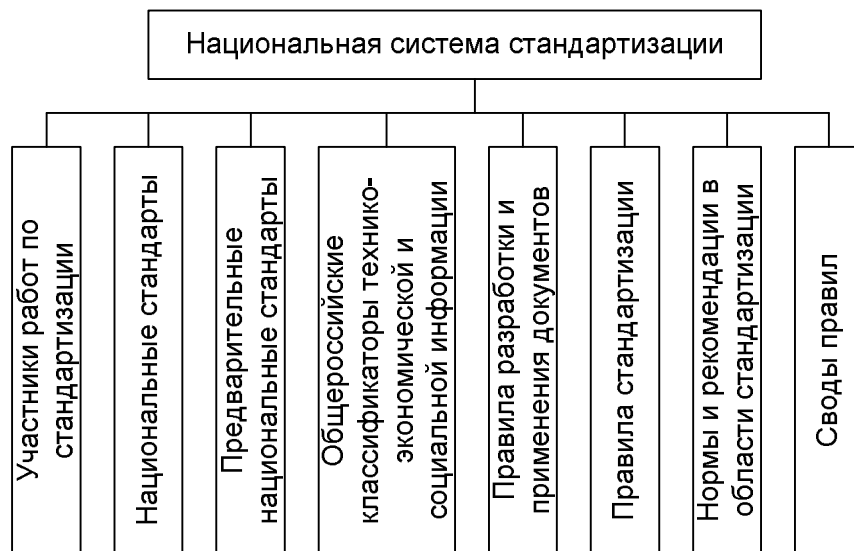 Национальная система стандартизации
Участники работ по
стандартизации
Национальные стандарты
Предварительные
национальные стандарты
Общероссийские
классификаторы технико-
экономической и
социальной информации
Правила разработки и
применения документов
Правила стандартизации
Нормы и рекомендации в
области стандартизации
Своды правил